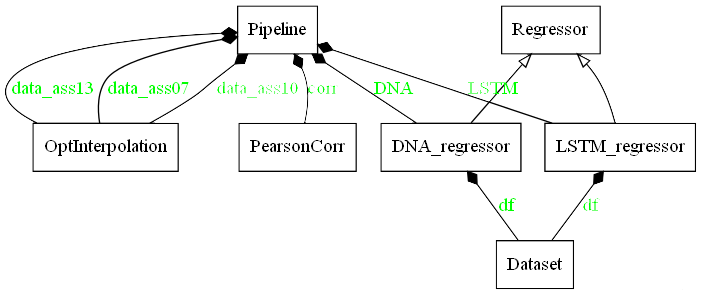 Pipeline
Regressor
data_ass13
data_ass07
data_ass10
corr
DNA
LSTM
OptInterpolation
PearsonCorr
DNA_regressor
LSTM_regressor
df
df
Dataset